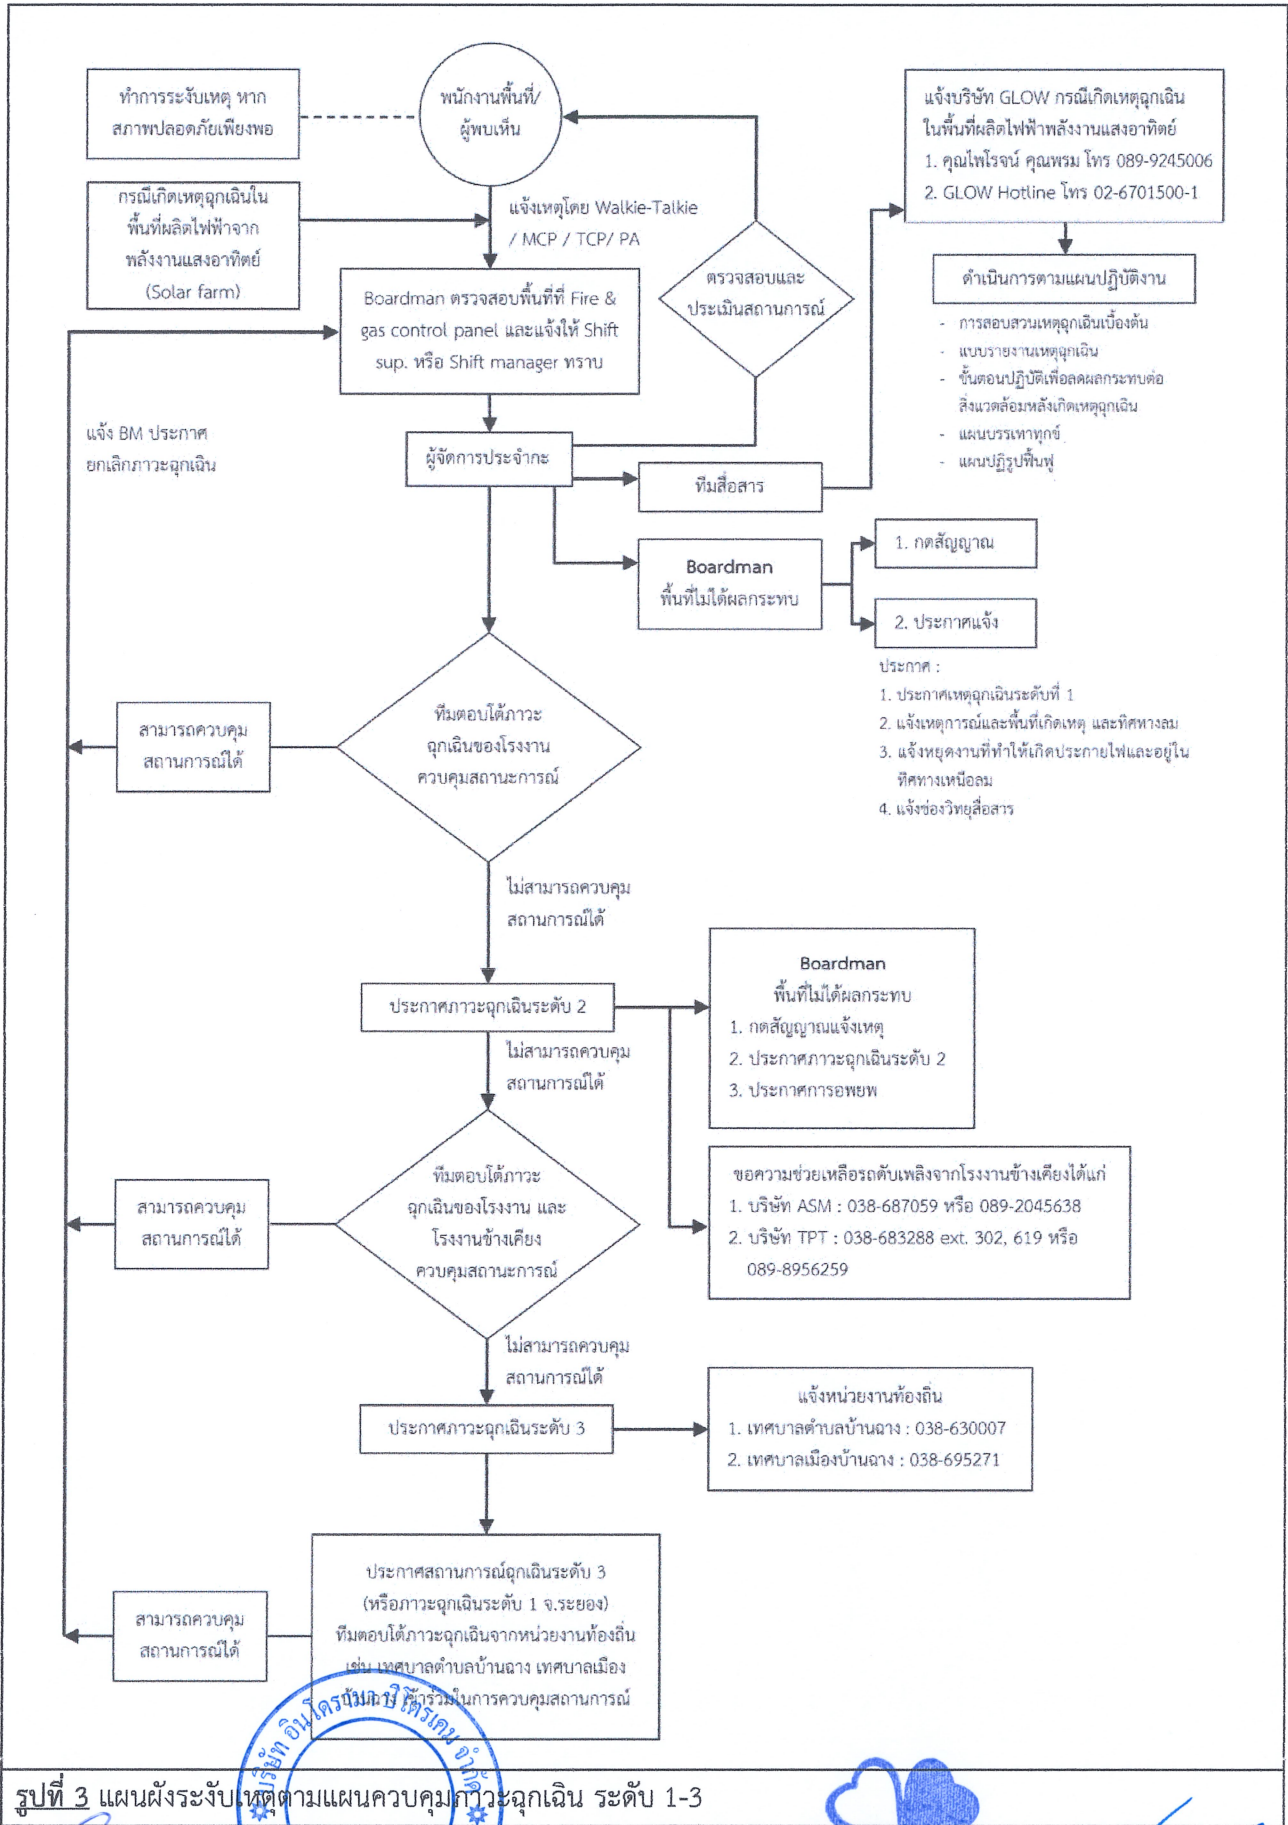 ทำการระงับเหตุ หาก
สภาพปลอดภัยเพียงพอ
พนักงานพื้นที่/
ผู้พบเห็น
แจ้งบริษัท GLOW กรณีเกิดเหตุฉุกเฉิน
ในพื้นที่ผลิตไฟฟ้าพลังงานแสงอาทิตย์
1. คุณไพโรจน์ คุณพรม โทร 089-9245006
2. GLOW Hotline โทร 02-6701500-1
กรณีเกิดเหตุฉุกเฉินใน
พื้นที่ผลิตไฟฟ้าจาก
พลังงานแสงอาทิตย์
(Solar farm)
แจ้งเหตุโดย Walkie-Talkie
/ MCP / TCP/ PA
ตรวจสอบและ
ประเมินสถานการณ์
ดำเนินการตามแผนปฏิบัติงาน
- การสอบสวนเหตุฉุกเฉินเบื้องต้น
- แบบรายงานเหตุฉุกเฉิน
- ขั้นตอนปฏิบัติเพื่อลดผลกระทบต่อ
สิ่งแวดล้อมหลังเกิดเหตุฉุกเฉิน
- แผนบรรเทาทุกข์
- แผนปฏิรูปฟื้นฟู
Boardman ตรวจสอบพื้นที่ที่ Fire &
gas control panel และแจ้งให้ Shift
sup. หรือ Shift manager ทราบ
แจ้ง BM ประกาศ
ยกเลิกภาวะฉุกเฉิน
ผู้จัดการประจำกะ
ทีมสื่อสาร
Boardman
พื้นที่ไม่ได้ผลกระทบ
1. กดสัญญาณ
2. ประกาศแจ้ง
ประกาศ :
1. ประกาศเหตุฉุกเฉินระดับที่ 1
2. แจ้งเหตุการณ์และพื้นที่เกิดเหตุ และทิศทางลม
3. แจ้งหยุดงานที่ทำให้เกิดประกายไฟและอยู่ใน
ทิศทางเหนือลม
4. แจ้งช่องวิทยุสื่อสาร
สามารถควบคุม
สถานการณ์ได้
ทีมตอบโต้ภาวะ
ฉุกเฉินของโรงงาน
ควบคุมสถานะการณ์
ไม่สามารถควบคุม
สถานการณ์ได้
ประกาศภาวะฉุกเฉินระดับ 2
Boardman
พื้นที่ไม่ได้ผลกระทบ
1. กดสัญญาณแจ้งเหตุ
2. ประกาศภาวะฉุกเฉินระดับ 2
3. ประกาศการอพยพ
ไม่สามารถควบคุม
สถานการณ์ได้
ขอความช่วยเหลือรถดับเพลิงจากโรงงานข้างเคียงได้แก่
1. บริษัท ASM : 038-687059 หรือ 089-2045638
2. บริษัท TPT : 038-683288 ext. 302, 619 หรือ
089-8956259
สามารถควบคุม
สถานการณ์ได้
ทีมตอบโต้ภาวะ
ฉุกเฉินของโรงงาน และ
โรงงานข้างเคียง
ควบคุมสถานะการณ์
ไม่สามารถควบคุม
สถานการณ์ได้
ประกาศภาวะฉุกเฉินระดับ 3
แจ้งหน่วยงานท้องถิ่น
1. เทศบาลตำบลบ้านฉาง : 038-630007
2. เทศบาลเมืองบ้านฉาง : 038-695271
สามารถควบคุม
สถานการณ์ได้
ประกาศสถานการณ์ฉุกเฉินระดับ 3
(หรือภาวะฉุกเฉินระดับ 1 จ.ระยอง)
ทีมตอบโต้ภาวะฉุกเฉินจากหน่วยงานท้องถิ่น
เช่น เทศบาลตำบลบ้านฉาง เทศบาลเมือง
บ้านฉาง เข้าร่วมในการควบคุมสถานการณ์
บริษัท อินโดรามา ปิโตรเคม จำกัด
รูปที่ 3 แผนผังระงับเหตุตามแผนควบคุมภาวะฉุกเฉิน ระดับ 1-3